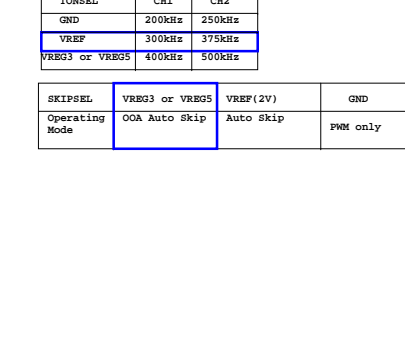 TONSEL CH1 CH2
GND 200kHz 250kHz
VREF 300kHz 375kHz
VREG3 or VREG5 400kHz 500kHz
SKIPSEL VREG3 or VREG5 VREF(2V) GND
Operating Mode OOA Auto Skip Auto Skip PWM only